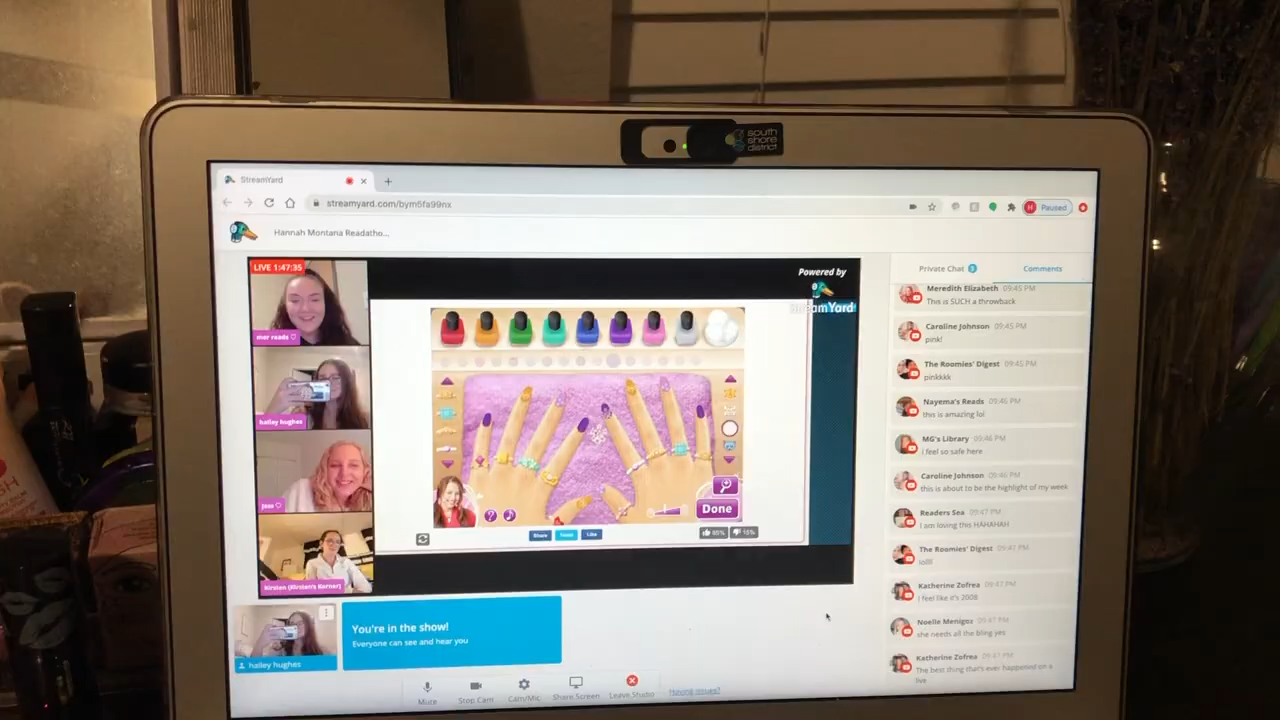 south
shore
district
StreamYard
streamyard.com/bym6fa99nx
H Paused
Hannah Montana Readatho...
LIVE 1:47:35
mer reads
hailey hughes
jess
Kirsten (Kirsten's Korner)
Powered by
StreamYard
?
Done
Share
Tweet
Like
85%
15%
Private Chat 3
Comments
Meredith Elizabeth 09:45 PM
This is SUCH a throwback
Caroline Johnson 09:45 PM
pink!
The Roomies' Digest 09:45 PM
pinkkkk
Nayema's Reads 09:46 PM
this is amazing lol
MG's Library 09:46 PM
i feel so safe here
Caroline Johnson 09:46 PM
this is about to be the highlight of my week
Readers Sea 09:47 PM
I am loving this HAHAHAH
The Roomies' Digest 09:47 PM
lollll
Katherine Zofrea 09:47 PM
I feel like it's 2008
Noelle Menigoz 09:47 PM
she needs all the bling yes
Katherine Zofrea 09:47 PM
The best thing that's ever happened on a
live
hailey hughes
You're in the show!
Everyone can see and hear you
Mute
Stop Cam
Cam/Mic
Share Screen
Leave Studio
Having issues?